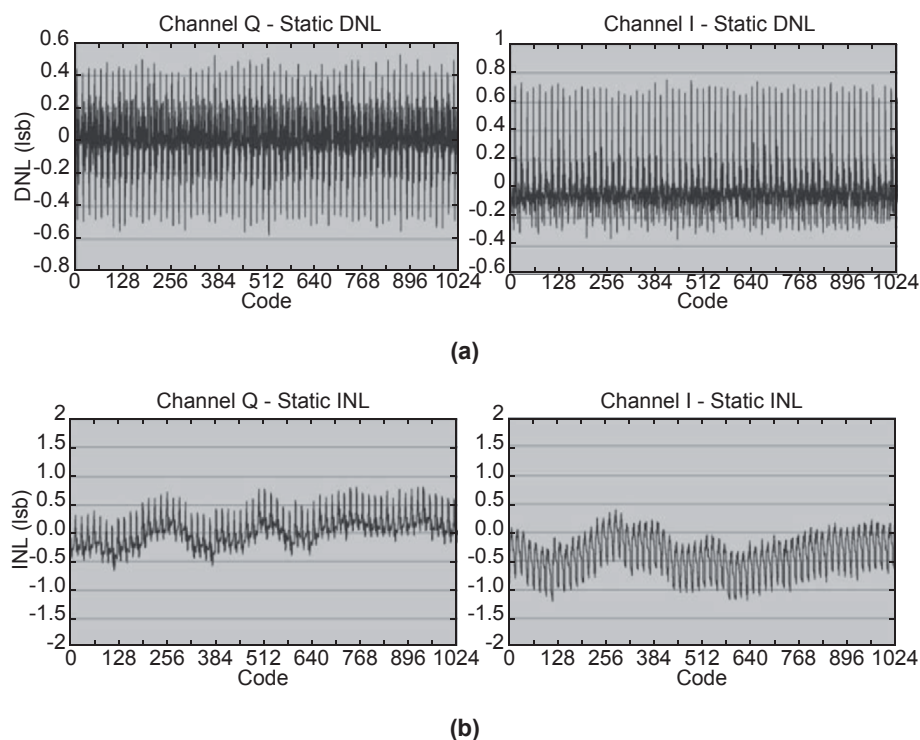 Channel Q - Static DNL
0.6
0.4
0.2
0
-0.2
-0.4
-0.6
-0.8
DNL (lsb)
0 128 256 384 512 640 768 896 1024
Code
Channel I - Static DNL
1
0.8
0.6
0.4
0.2
0
-0.2
-0.4
-0.6
0 128 256 384 512 640 768 896 1024
Code
(a)
Channel Q - Static INL
2
1.5
1.0
0.5
0.0
-0.5
-1.0
-1.5
-2
INL (lsb)
0 128 256 384 512 640 768 896 1024
Code
Channel I - Static INL
2
1.5
1.0
0.5
0.0
-0.5
-1.0
-1.5
-2
0 128 256 384 512 640 768 896 1024
Code
(b)